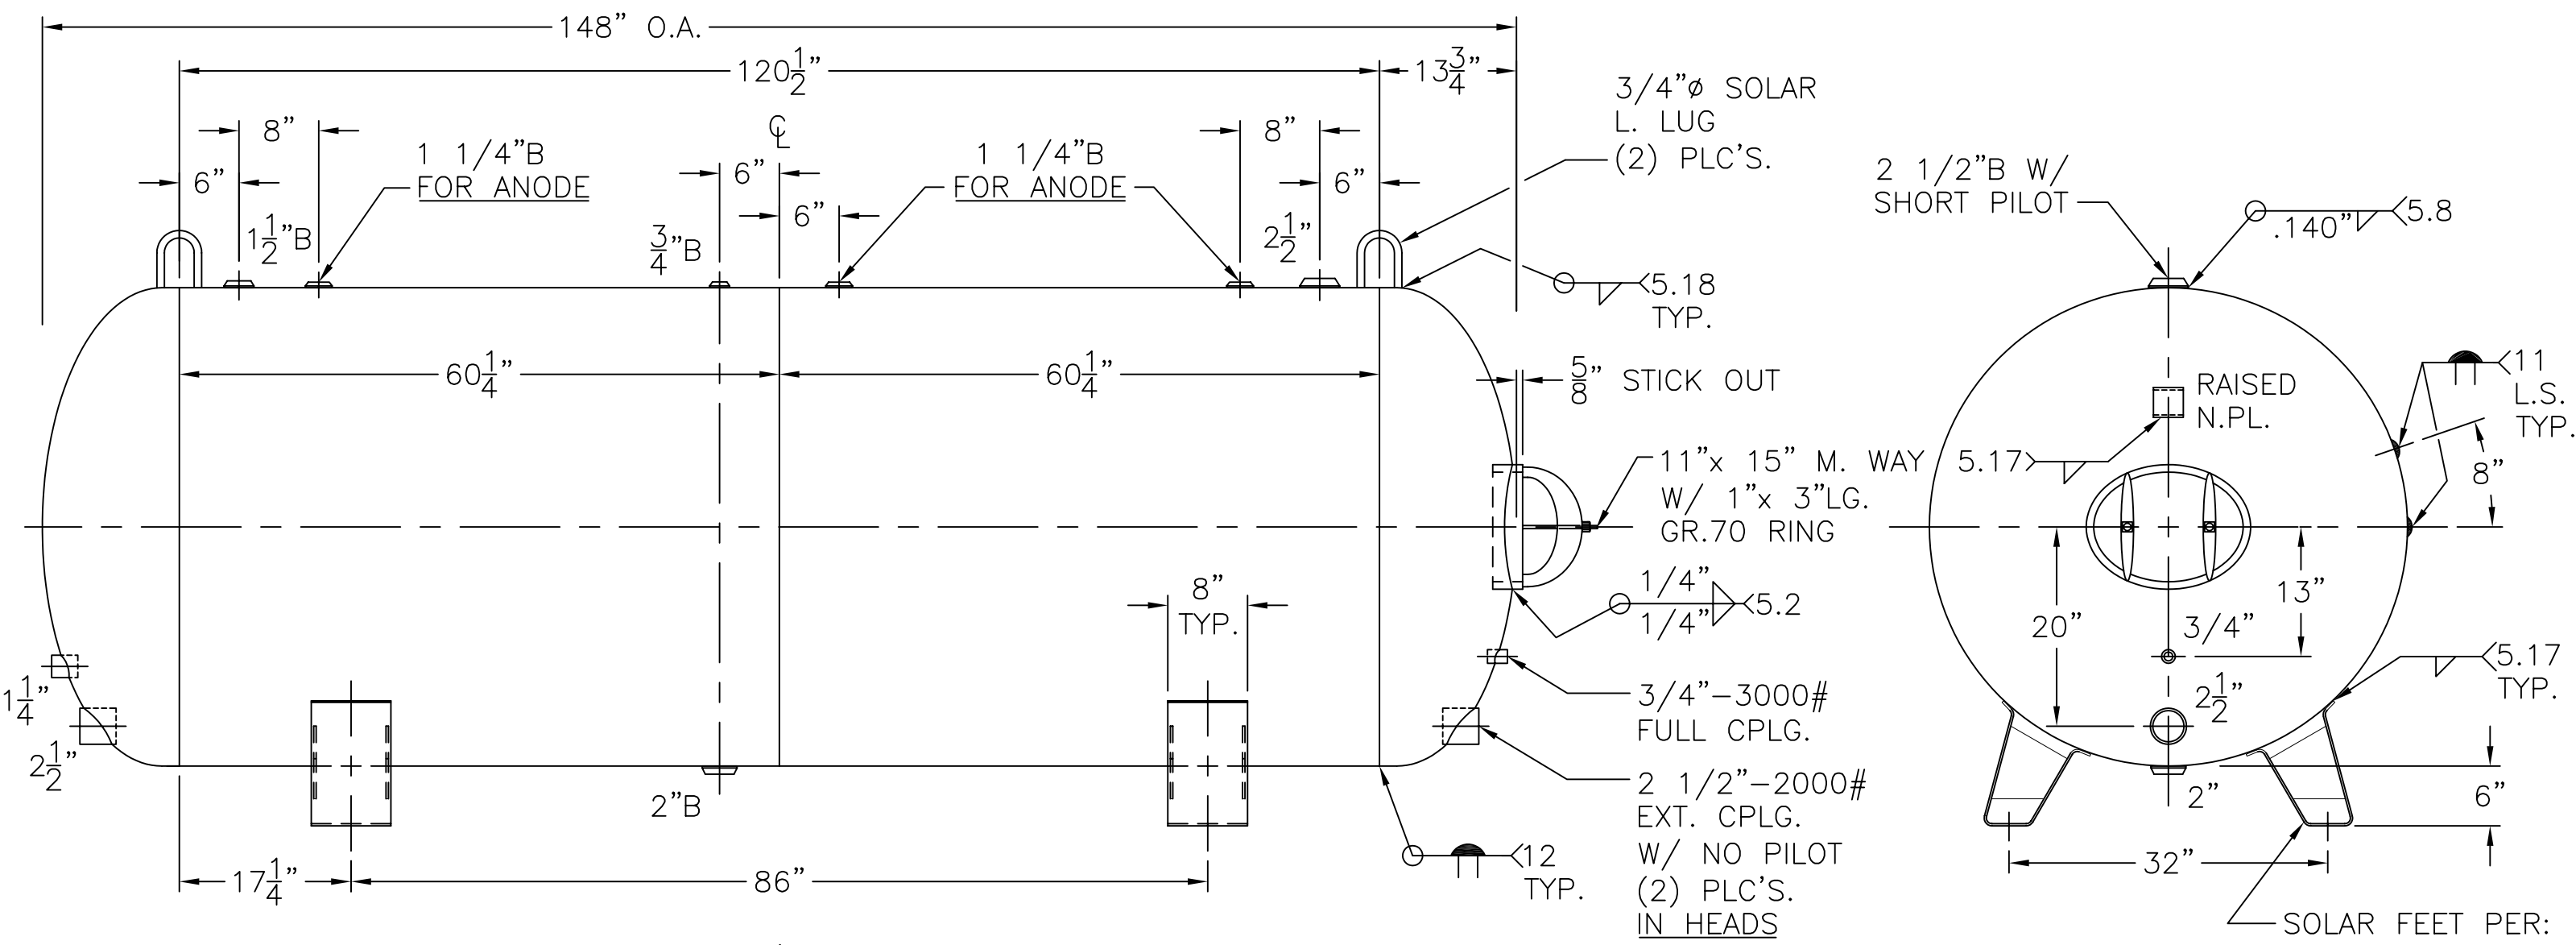 148" O.A.
120 1/2"
13 3/4"
8"
6"
1 1/2"B
1 1/4"B
FOR ANODE
CL
6"
6"
3/4"B
1 1/4"B
FOR ANODE
8"
6"
2 1/2"
3/4"ø SOLAR
L. LUG
(2) PLC'S.
5.18
TYP.
60 1/4"
60 1/4"
5/8" STICK OUT
11"x 15" M. WAY
W/ 1"x 3"LG.
GR.70 RING
1/4"
1/4"
5.2
8"
TYP.
1 1/4"
2 1/2"
2"B
3/4"-3000#
FULL CPLG.
2 1/2"-2000#
EXT. CPLG.
W/ NO PILOT
(2) PLC'S.
IN HEADS
12
TYP.
17 1/4"
86"
2 1/2"B W/
SHORT PILOT
.140"
5.8
RAISED
N.PL.
5.17
11
L.S.
TYP.
8"
13"
20"
3/4"
2 1/2"
5.17
TYP.
2"
6"
32"
SOLAR FEET PER: